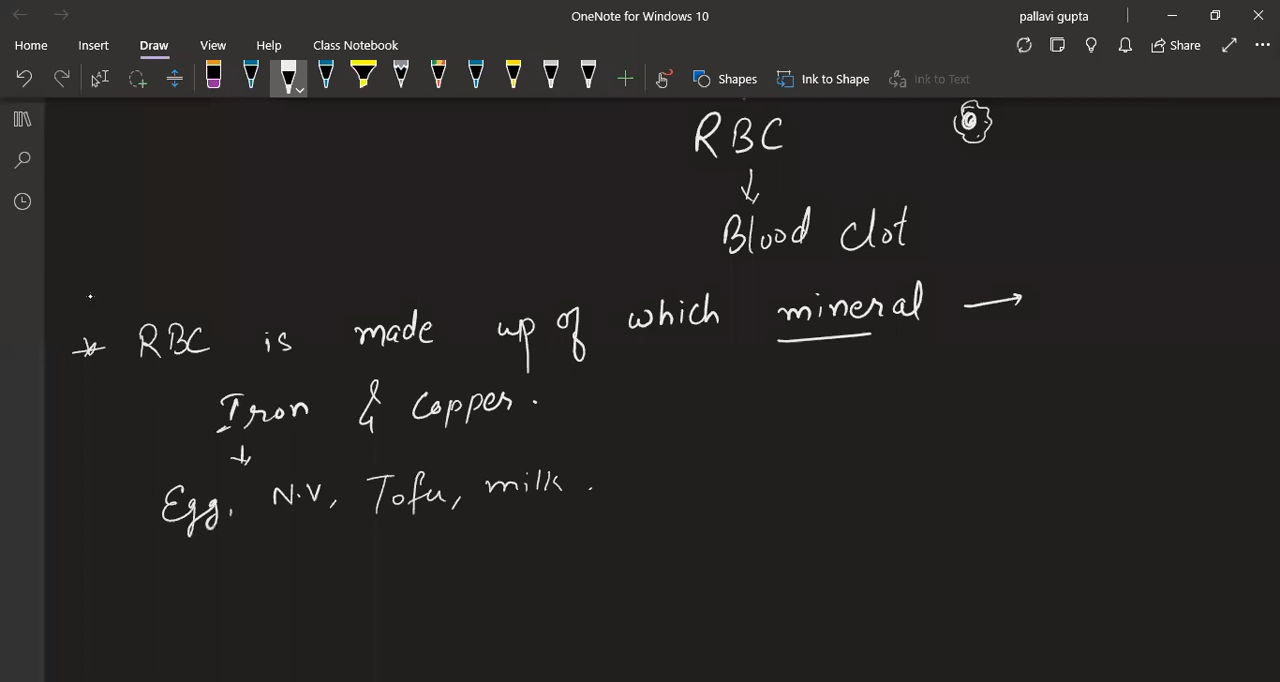 OneNote for Windows 10
pallavi gupta
Home Insert Draw View Help Class Notebook
Share
Shapes Ink to Shape Ink to Text
RBC
Blood clot
* RBC is made up of which mineral →
Iron & Copper.
Egg, N.V, Tofu, milk.